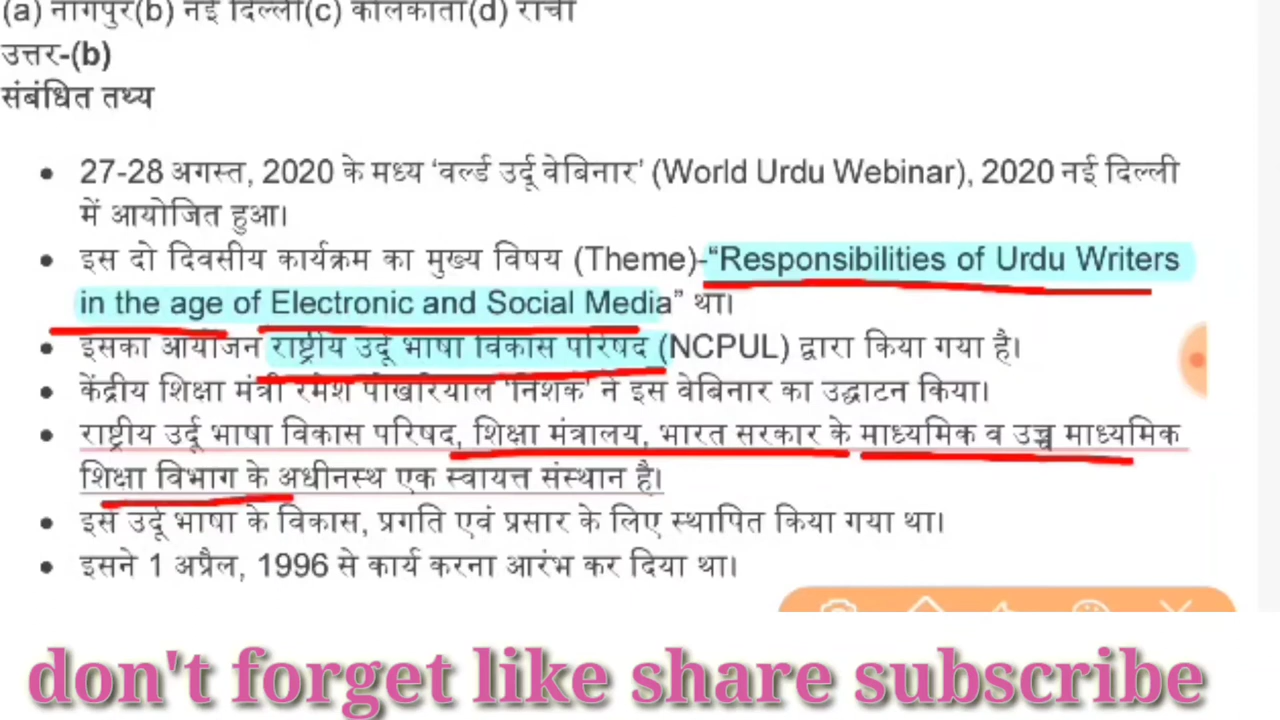 (a) नागपुर(b) नई दिल्ली(c) कोलकाता(d) रांची
उत्तर-(b)
संबंधित तथ्य
• 27-28 अगस्त, 2020 के मध्य ‘वर्ल्ड उर्दू वेबिनार’ (World Urdu Webinar), 2020 नई दिल्ली
में आयोजित हुआ।
• इस दो दिवसीय कार्यक्रम का मुख्य विषय (Theme)-“Responsibilities of Urdu Writers
in the age of Electronic and Social Media” था।
• इसका आयोजन राष्ट्रीय उर्दू भाषा विकास परिषद (NCPUL) द्वारा किया गया है।
• केंद्रीय शिक्षा मंत्री रमेश पोखरियाल ‘निशंक’ ने इस वेबिनार का उद्घाटन किया।
• राष्ट्रीय उर्दू भाषा विकास परिषद, शिक्षा मंत्रालय, भारत सरकार के माध्यमिक व उच्च माध्यमिक
शिक्षा विभाग के अधीनस्थ एक स्वायत्त संस्थान है।
• इसे उर्दू भाषा के विकास, प्रगति एवं प्रसार के लिए स्थापित किया गया था।
• इसने 1 अप्रैल, 1996 से कार्य करना आरंभ कर दिया था।
don't forget like share subscribe